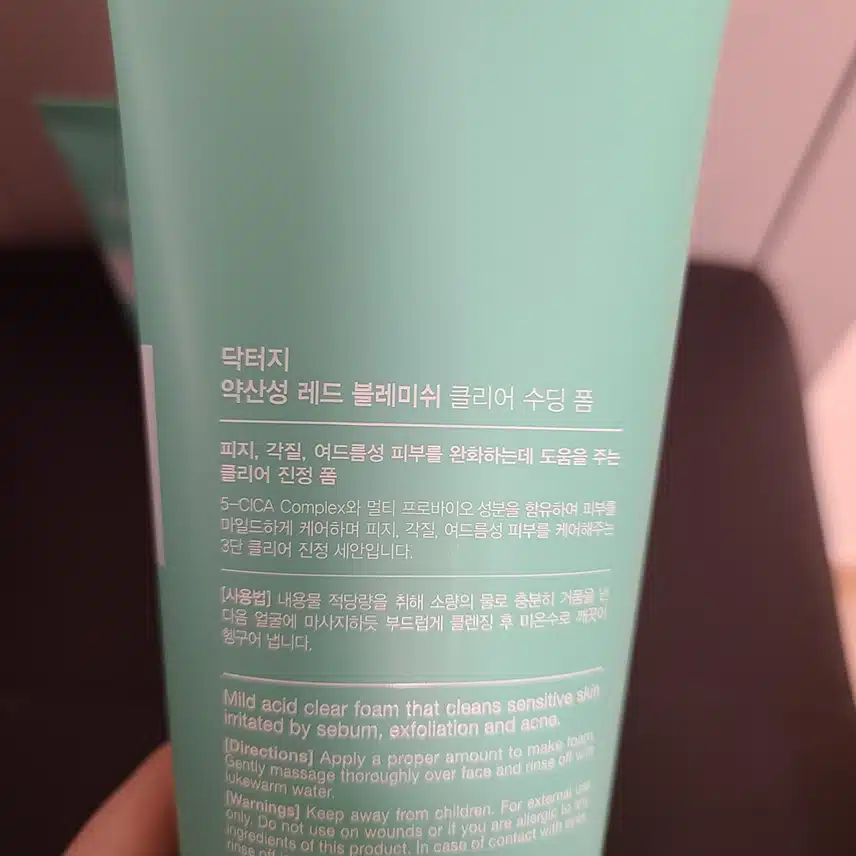 닥터지
약산성 레드 블레미쉬 클리어 수딩 폼
피지, 각질, 여드름성 피부를 완화하는데 도움을 주는
클리어 진정 폼
5-CICA Complex와 멀티 프로바이오 성분을 함유하여 피부를
마일드하게 케어하며 피지, 각질, 여드름성 피부를 케어해주는
3단 클리어 진정 세안입니다.
[사용법] 내용물 적당량을 취해 소량의 물로 충분히 거품을 낸
다음 얼굴에 마사지하듯 부드럽게 클렌징 후 미온수로 깨끗이
헹구어 냅니다.
Mild acid clear foam that cleans sensitive skin
irritated by sebum, exfoliation and acne.
[Directions] Apply a proper amount to make foam.
Gently massage thoroughly over face and rinse off with
lukewarm water.
[Warnings] Keep away from children. For external use
only. Do not use on wounds or if you are allergic to any
ingredients of this product. In case of contact with eyes,
rinse off